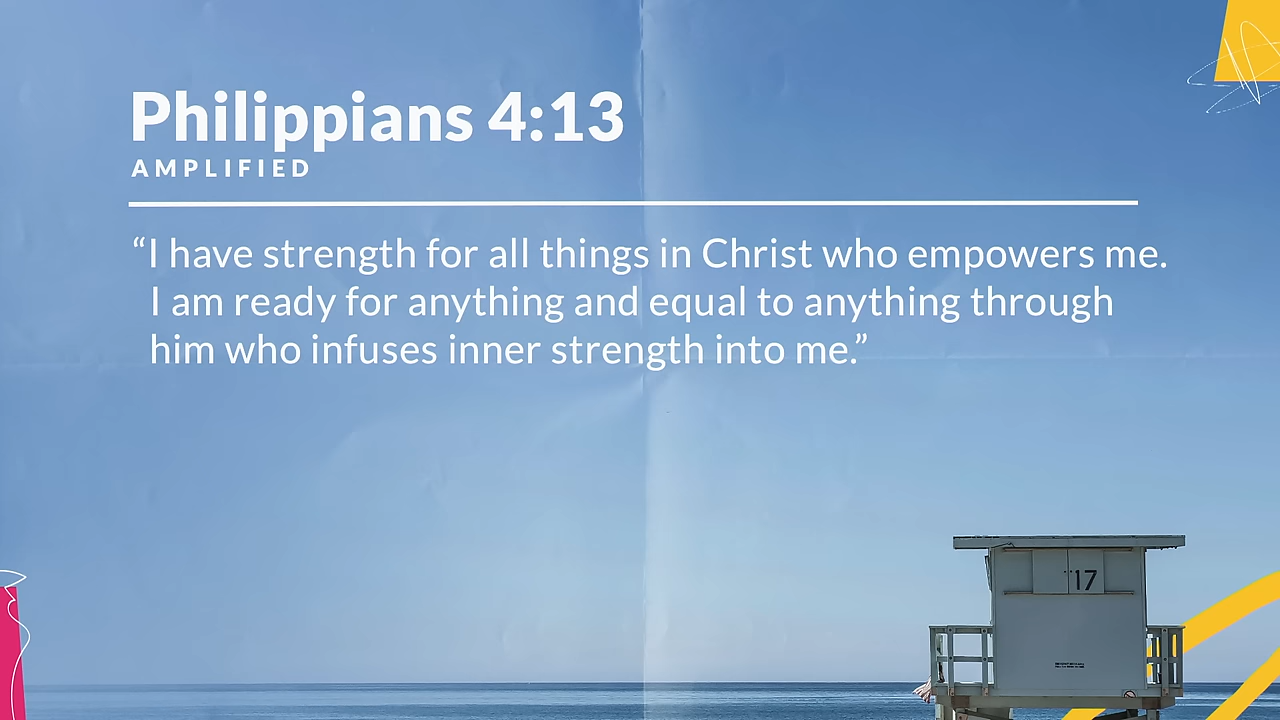 Philippians 4:13
AMPLIFIED
“I have strength for all things in Christ who empowers me.
I am ready for anything and equal to anything through
him who infuses inner strength into me.”
17